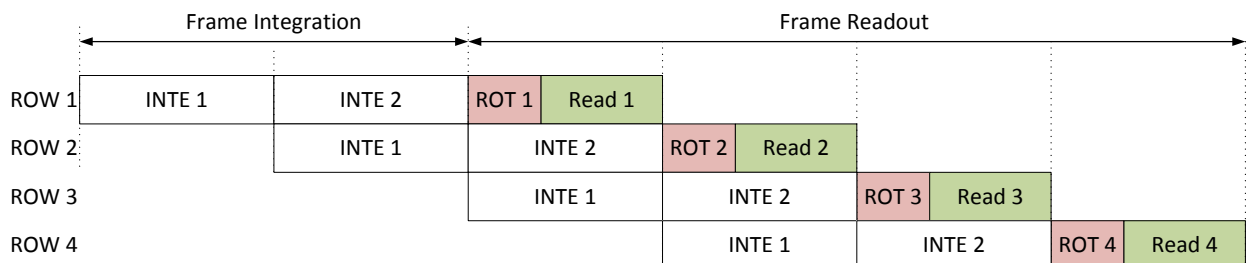 Frame Integration Frame Readout
ROW 1 INTE 1 INTE 2 ROT 1 Read 1
ROW 2 INTE 1 INTE 2 ROT 2 Read 2
ROW 3 INTE 1 INTE 2 ROT 3 Read 3
ROW 4 INTE 1 INTE 2 ROT 4 Read 4